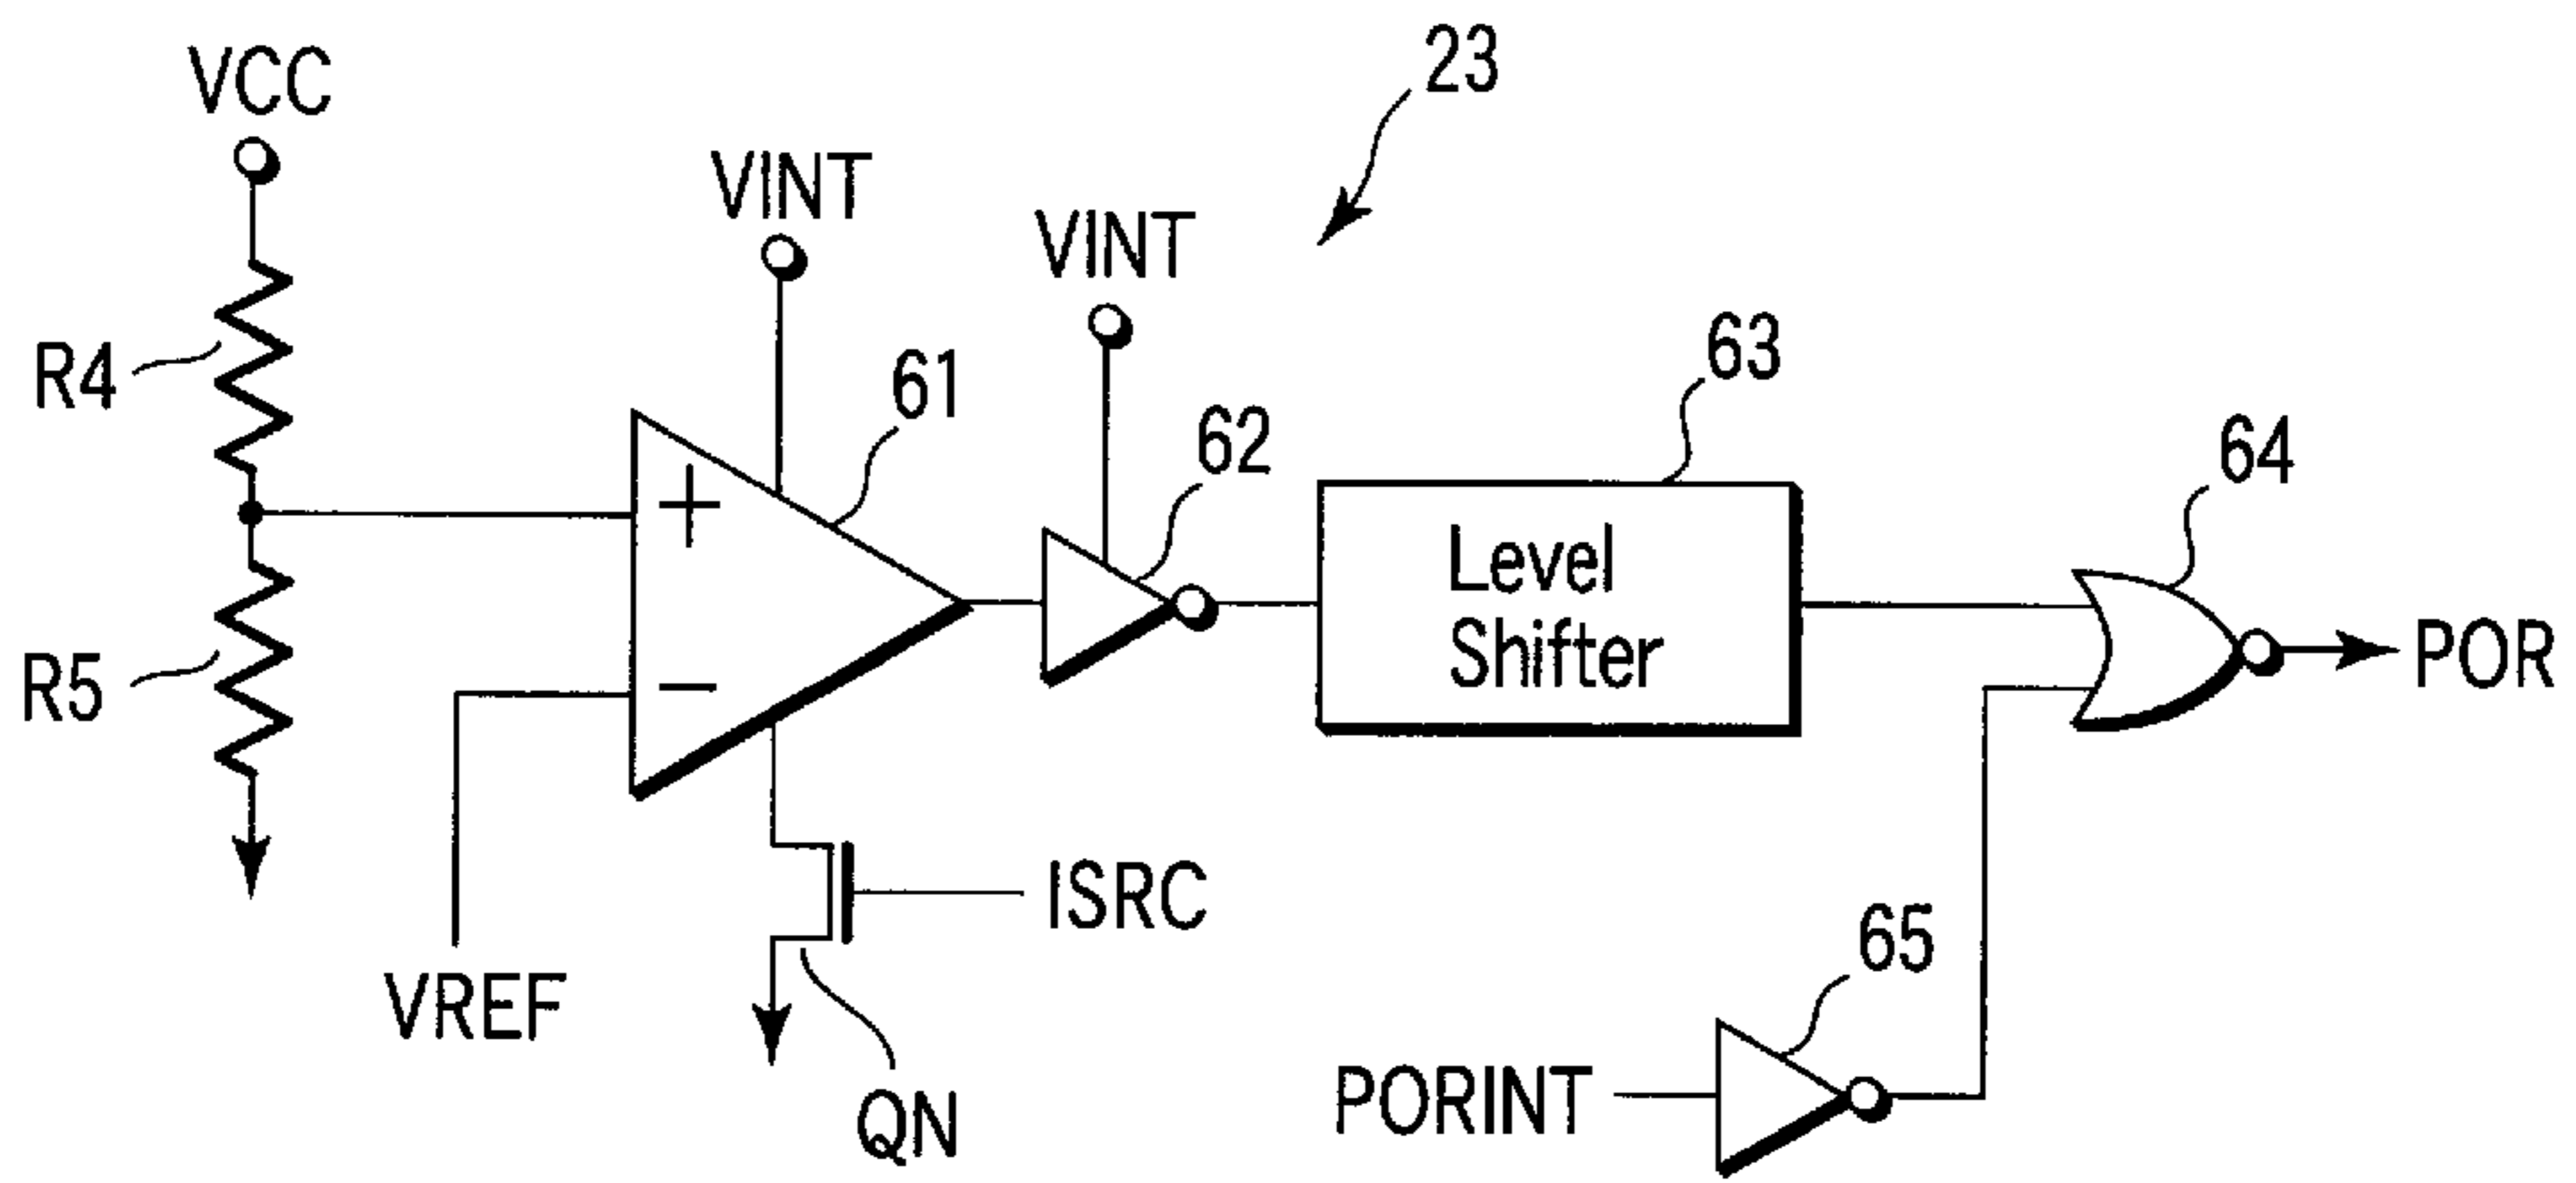 23
VCC
VINT
VINT
R4
61
62
63
64
+
Level
Shifter
R5
−
POR
ISRC
VREF
65
QN
PORINT